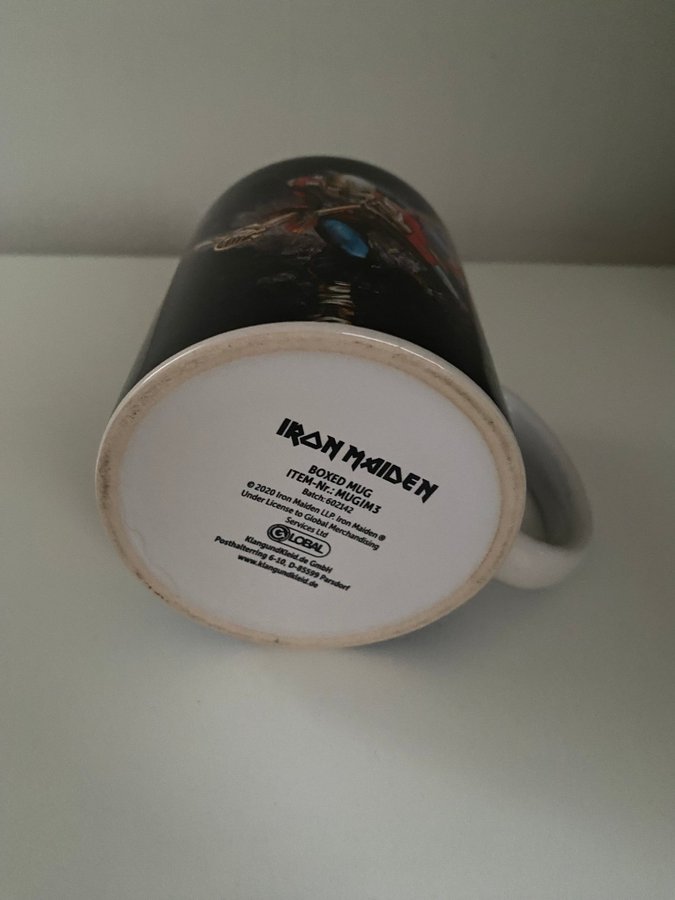 IRON MAIDEN
BOXED MUG
ITEM-Nr.: MUGIM3
Batch: 602142
© 2020 Iron Maiden LLP. Iron Maiden ®
Under License to Global Merchandising
Services Ltd
GLOBAL
KlangundKleid.de GmbH
Posthalterring 6-10, D-85599 Parsdorf
www.klangundkleid.de